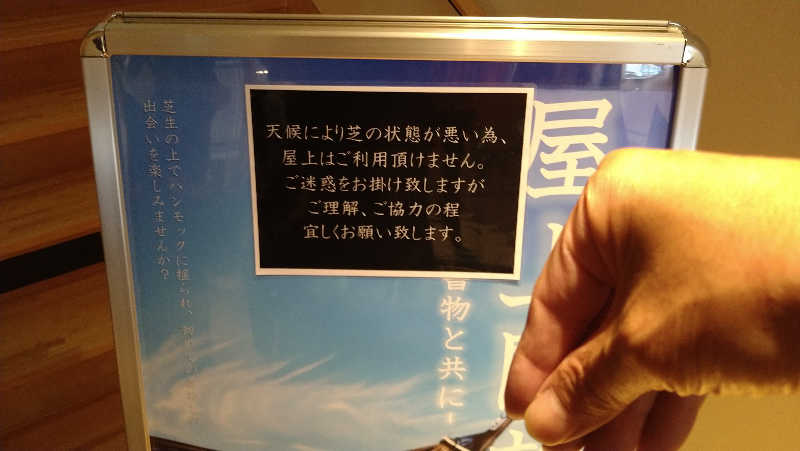 屋上
天候により芝の状態が悪い為、
屋上はご利用頂けません。
ご迷惑をお掛け致しますが
ご理解、ご協力の程
宜しくお願い致します。
書物と共に
芝生の上でハンモックに揺られ、
出会いを楽しみませんか？